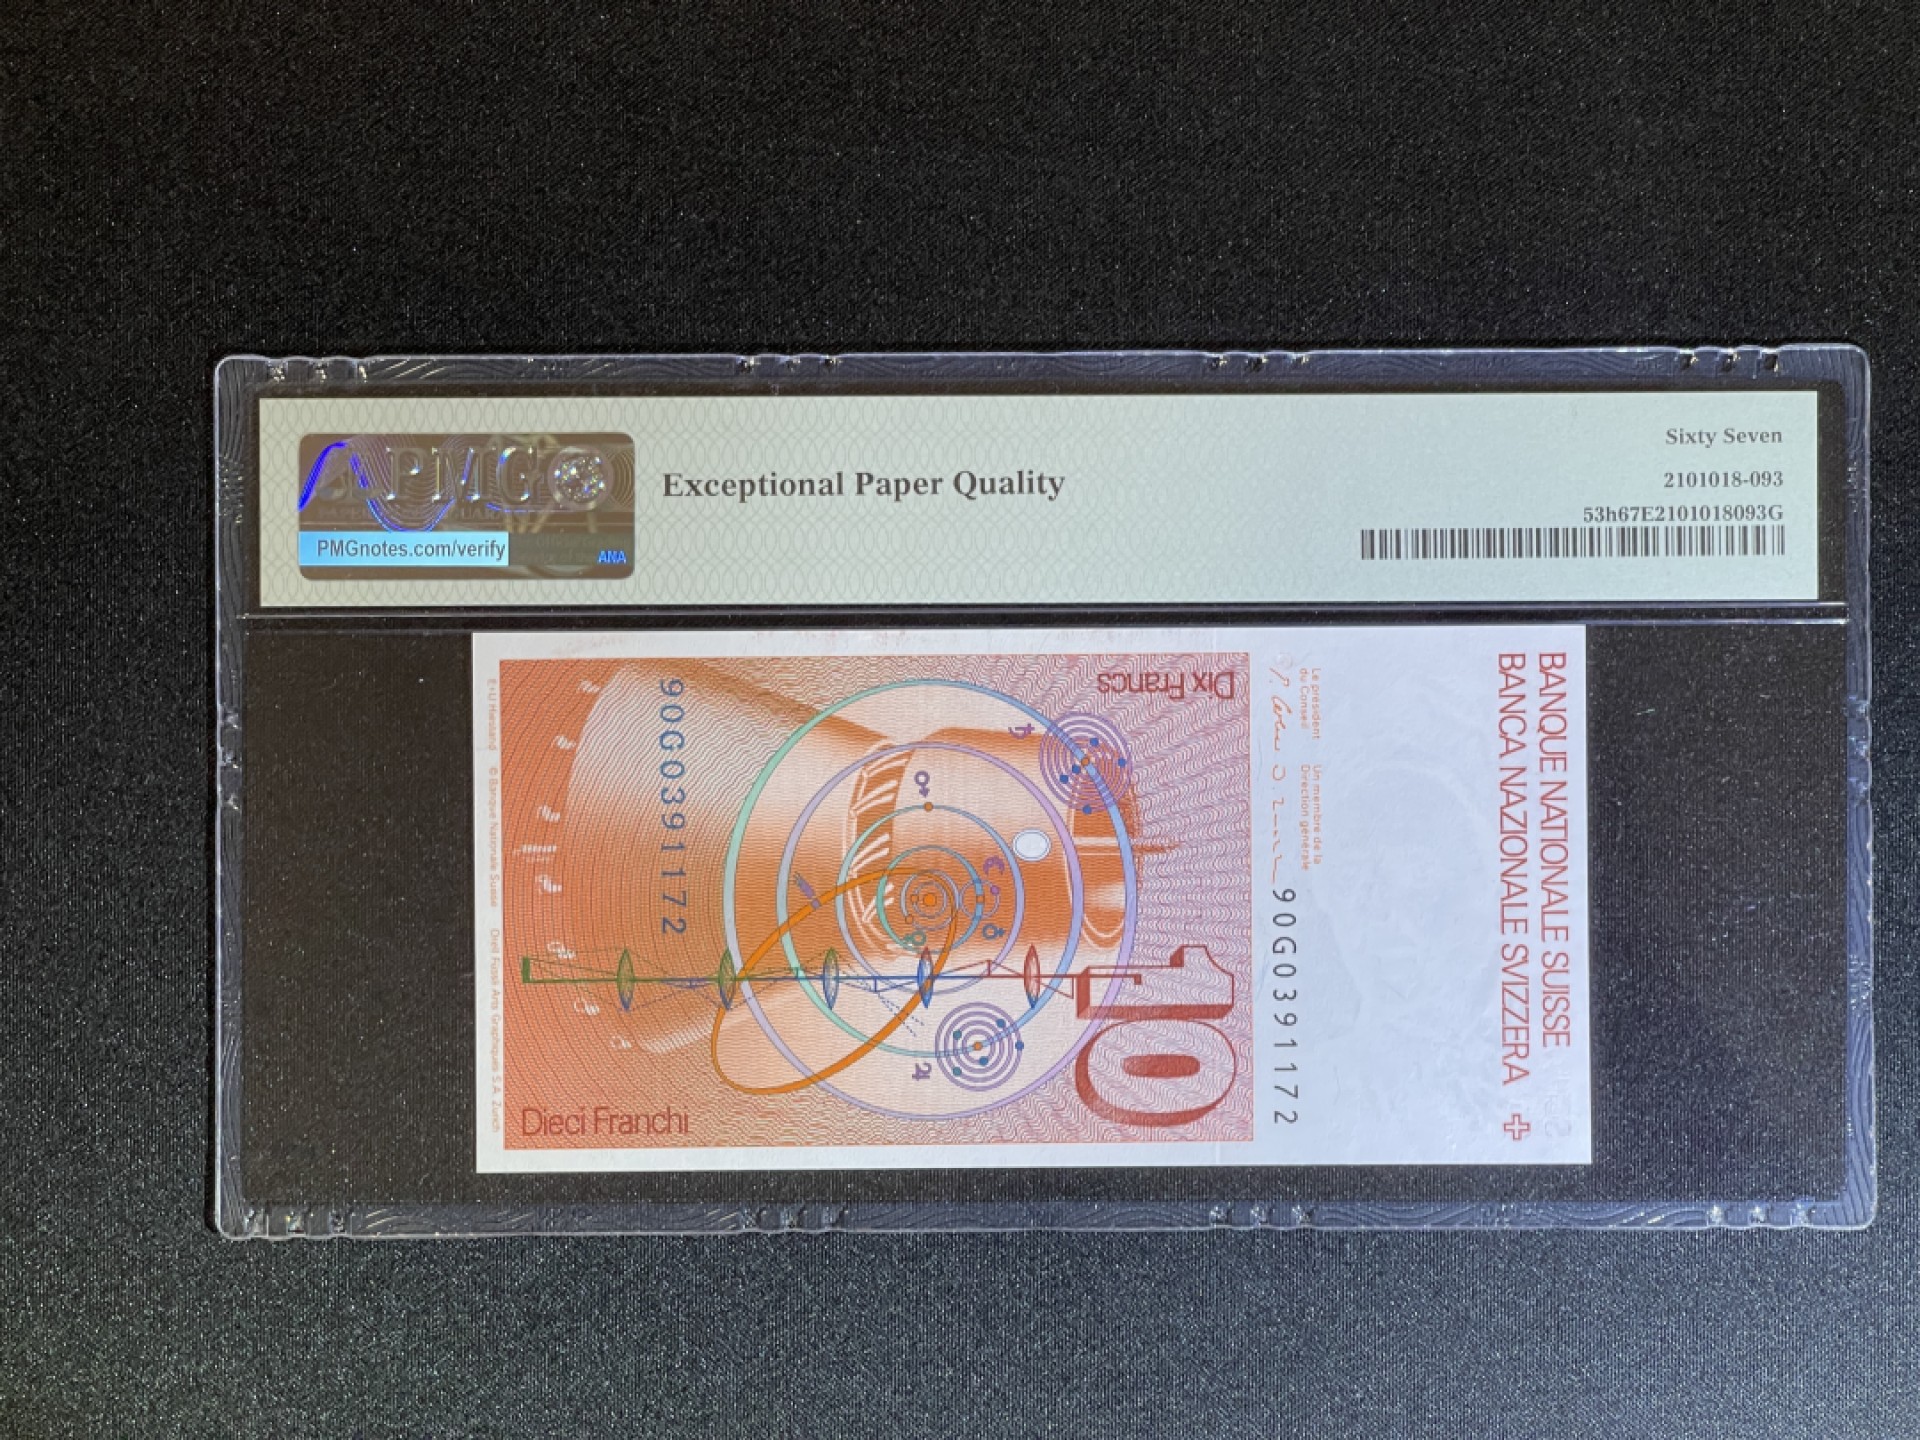 PMG
PMGnotes.com/verify
ANA
Exceptional Paper Quality
Sixty Seven
2101018-093
53h67E2101018093G
BANQUE NATIONALE SUISSE
BANCA NAZIONALE SVIZZERA
Le président
du Conseil
Un membre de la
Direction générale
90G0391172
Dix Francs
10
90G0391172
Dieci Franchi
E+U Hiestand © Banque Nationale Suisse Orell Füssli Arts Graphiques S.A. Zurich